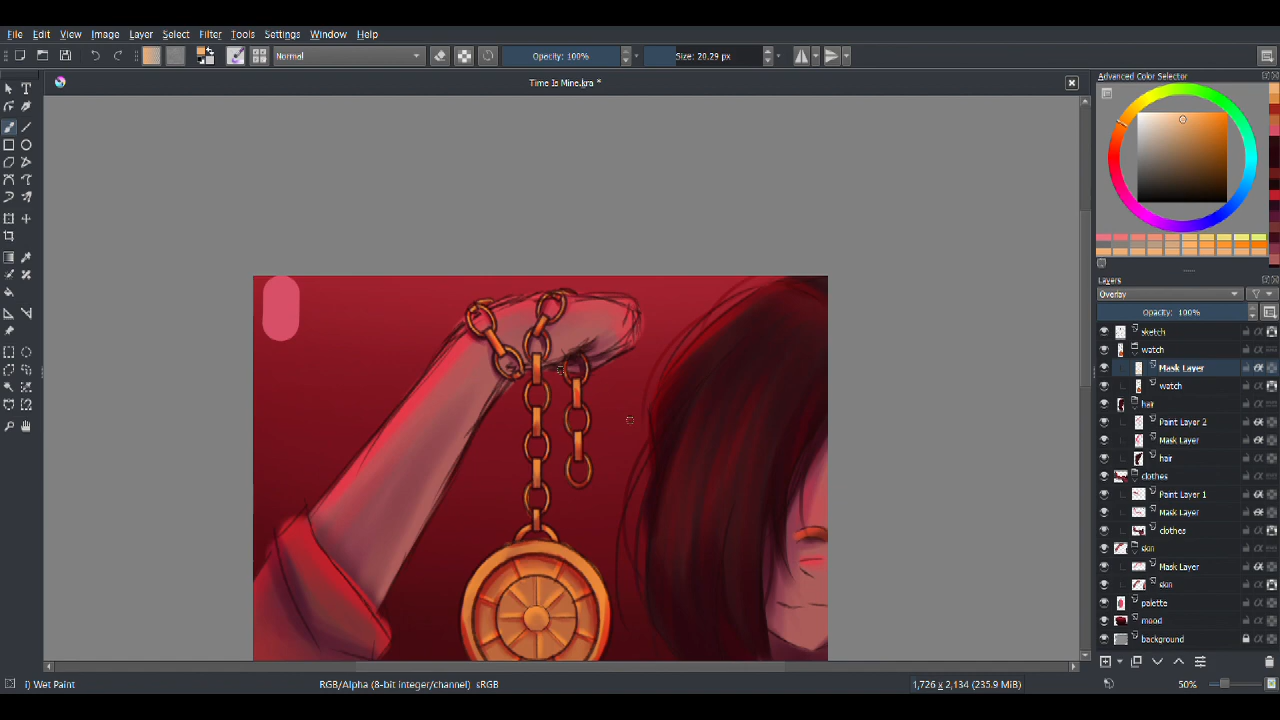 File Edit View Image Layer Select Filter Tools Settings Window Help
Normal Opacity: 100% Size: 20.29 px
Time Is Mine.kra *
Advanced Color Selector
Layers
Overlay
Opacity: 100%
sketch
watch
Mask Layer
watch
hair
Paint Layer 2
Mask Layer
hair
clothes
Paint Layer 1
Mask Layer
clothes
skin
Mask Layer
skin
palette
mood
background
i) Wet Paint RGB/Alpha (8-bit integer/channel) sRGB 1,726 x 2,134 (235.9 MiB) 50%